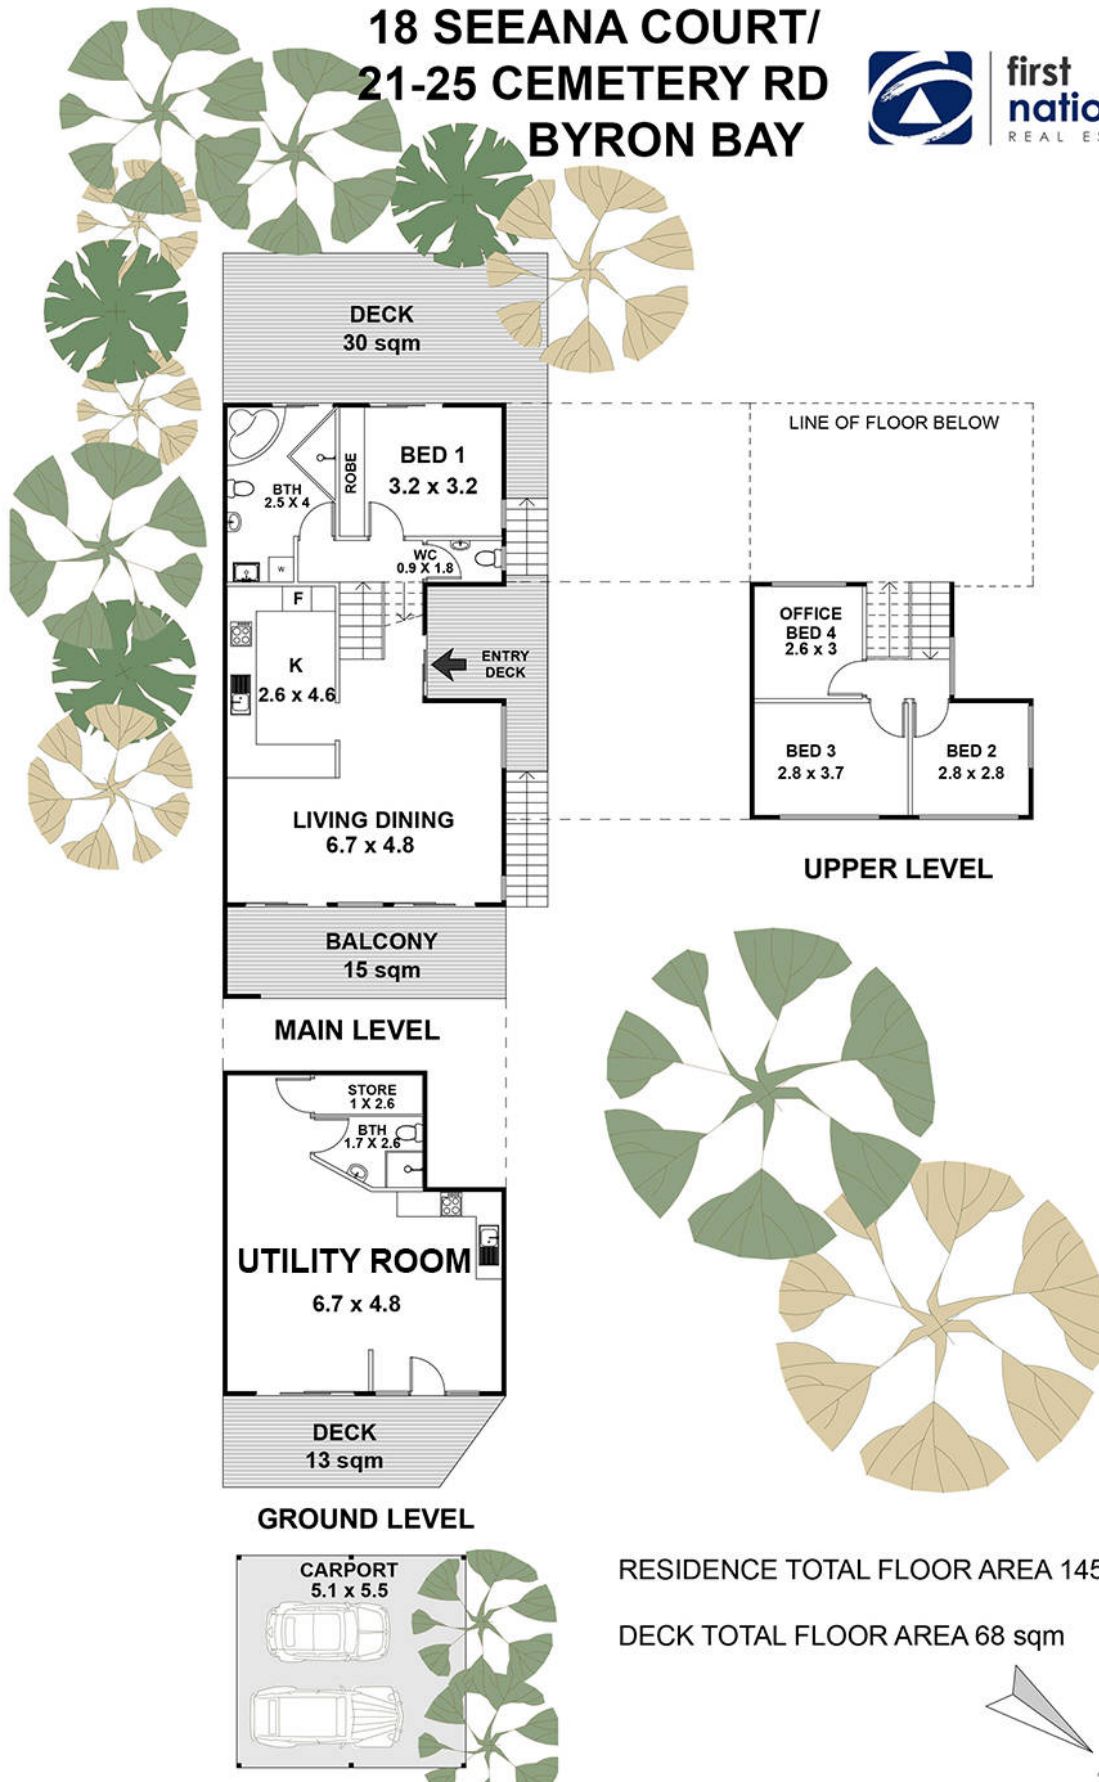 18 SEEANA COURT/
21-25 CEMETERY RD
BYRON BAY
first
natio
REAL ES
DECK
30 sqm
BED 1
3.2 x 3.2
ROBE
BTH
2.5 X 4
W
WC
0.9 X 1.8
F
K
2.6 x 4.6
ENTRY
DECK
LIVING DINING
6.7 x 4.8
BALCONY
15 sqm
MAIN LEVEL
LINE OF FLOOR BELOW
OFFICE
BED 4
2.6 x 3
BED 3
2.8 x 3.7
BED 2
2.8 x 2.8
UPPER LEVEL
STORE
1 X 2.6
BTH
1.7 X 2.6
UTILITY ROOM
6.7 x 4.8
DECK
13 sqm
GROUND LEVEL
CARPORT
5.1 x 5.5
RESIDENCE TOTAL FLOOR AREA 145
DECK TOTAL FLOOR AREA 68 sqm